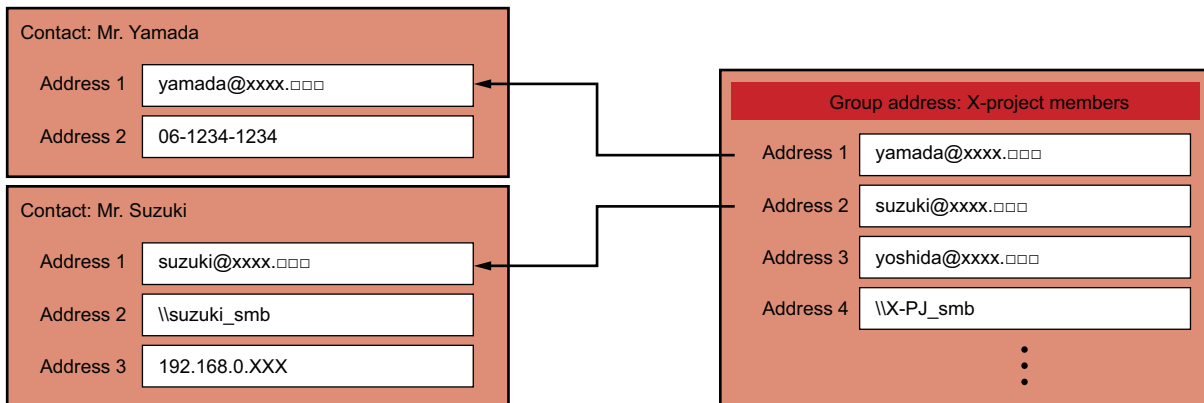 Contact: Mr. Yamada
Address 1 yamada@xxxx.□□□
Address 2 06-1234-1234
Contact: Mr. Suzuki
Address 1 suzuki@xxxx.□□□
Address 2 \\suzuki_smb
Address 3 192.168.0.XXX
Group address: X-project members
Address 1 yamada@xxxx.□□□
Address 2 suzuki@xxxx.□□□
Address 3 yoshida@xxxx.□□□
Address 4 \\X-PJ_smb